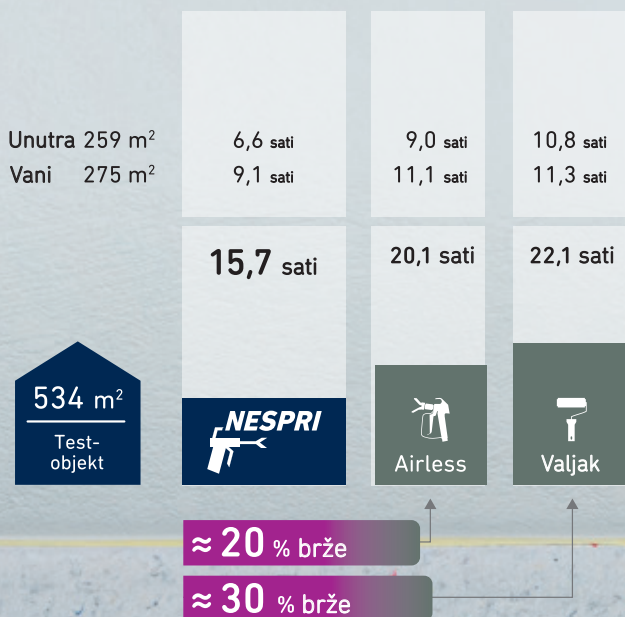 Unutra 259 m² 6,6 sati 9,0 sati 10,8 sati
Vani 275 m² 9,1 sati 11,1 sati 11,3 sati
15,7 sati 20,1 sati 22,1 sati
534 m²
Test-
objekt
NESPRI
Airless
Valjak
≈ 20 % brže
≈ 30 % brže